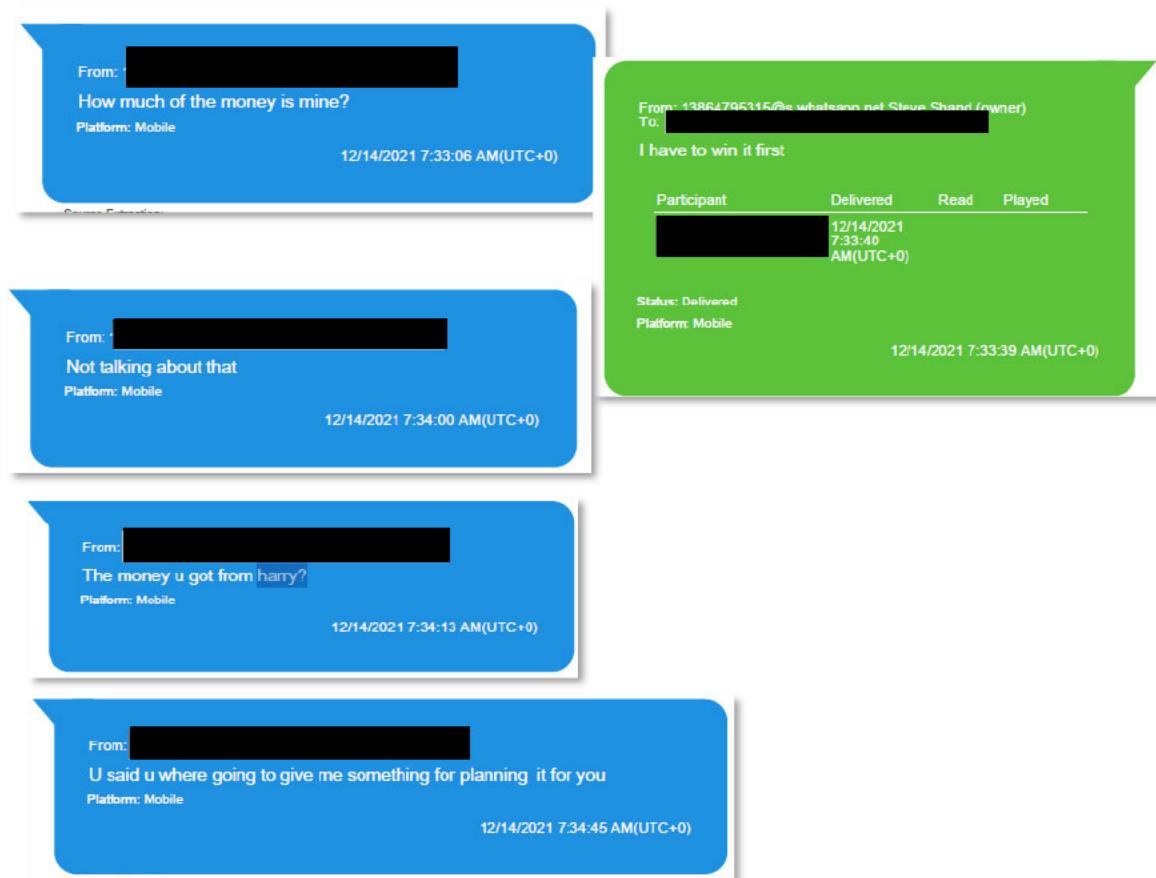 From:
How much of the money is mine?
Platform: Mobile
12/14/2021 7:33:06 AM(UTC+0)
From: 13864795315@s.whatsapp.net Steve Shand (owner)
To:
I have to win it first
Participant Delivered Read Played
12/14/2021
7:33:40
AM(UTC+0)
Status: Delivered
Platform: Mobile
12/14/2021 7:33:39 AM(UTC+0)
From:
Not talking about that
Platform: Mobile
12/14/2021 7:34:00 AM(UTC+0)
From:
The money u got from harry?
Platform: Mobile
12/14/2021 7:34:13 AM(UTC+0)
From:
U said u where going to give me something for planning it for you
Platform: Mobile
12/14/2021 7:34:45 AM(UTC+0)